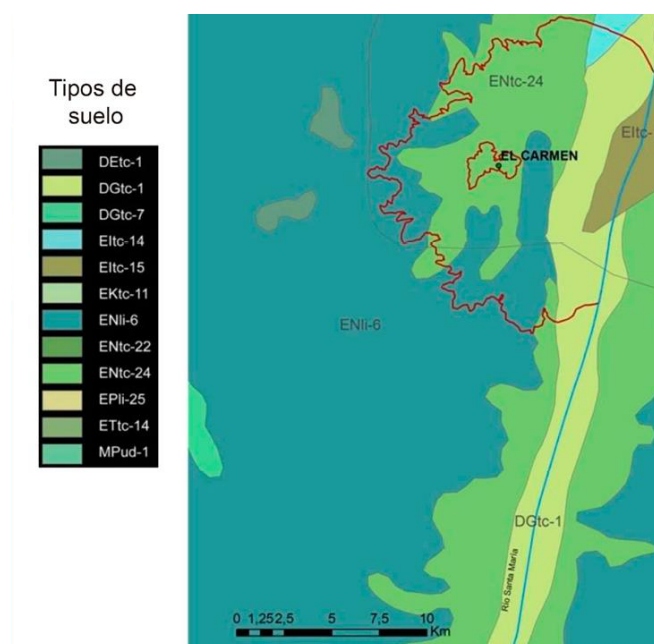 Tipos de
suelo
DEtc-1
DGtc-1
DGtc-7
EItc-14
EItc-15
EKtc-11
ENli-6
ENtc-22
ENtc-24
EPli-25
ETtc-14
MPud-1
ENtc-24
EItc-
EL CARMEN
ENli-6
DGtc-1
Río Santa María
0 1,25 2,5 5 7,5 10
Km